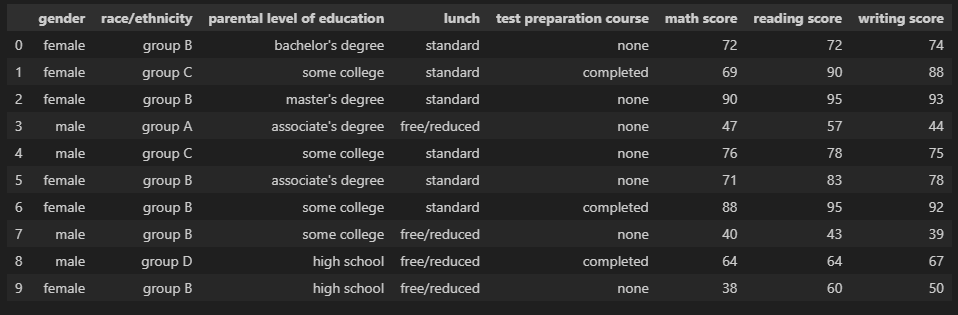 gender race/ethnicity parental level of education lunch test preparation course math score reading score writing score
0 female group B bachelor's degree standard none 72 72 74
1 female group C some college standard completed 69 90 88
2 female group B master's degree standard none 90 95 93
3 male group A associate's degree free/reduced none 47 57 44
4 male group C some college standard none 76 78 75
5 female group B associate's degree standard none 71 83 78
6 female group B some college standard completed 88 95 92
7 male group B some college free/reduced none 40 43 39
8 male group D high school free/reduced completed 64 64 67
9 female group B high school free/reduced none 38 60 50